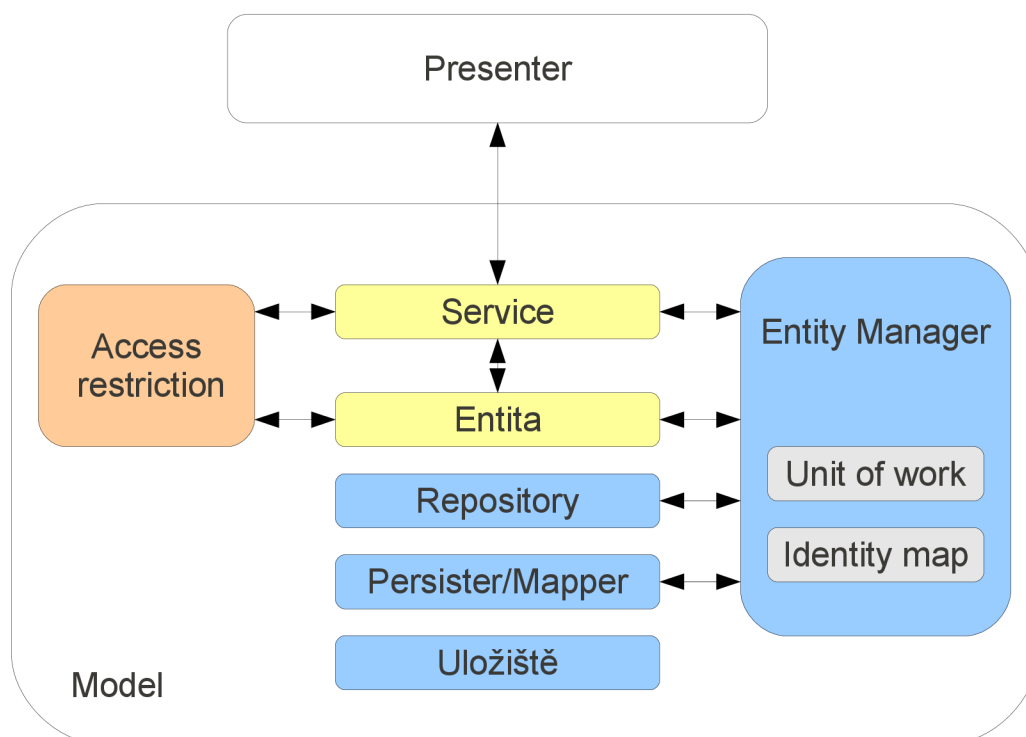 Presenter
Service
Entity Manager
Access
restriction
Entita
Unit of work
Repository
Identity map
Persister/Mapper
Uložiště
Model